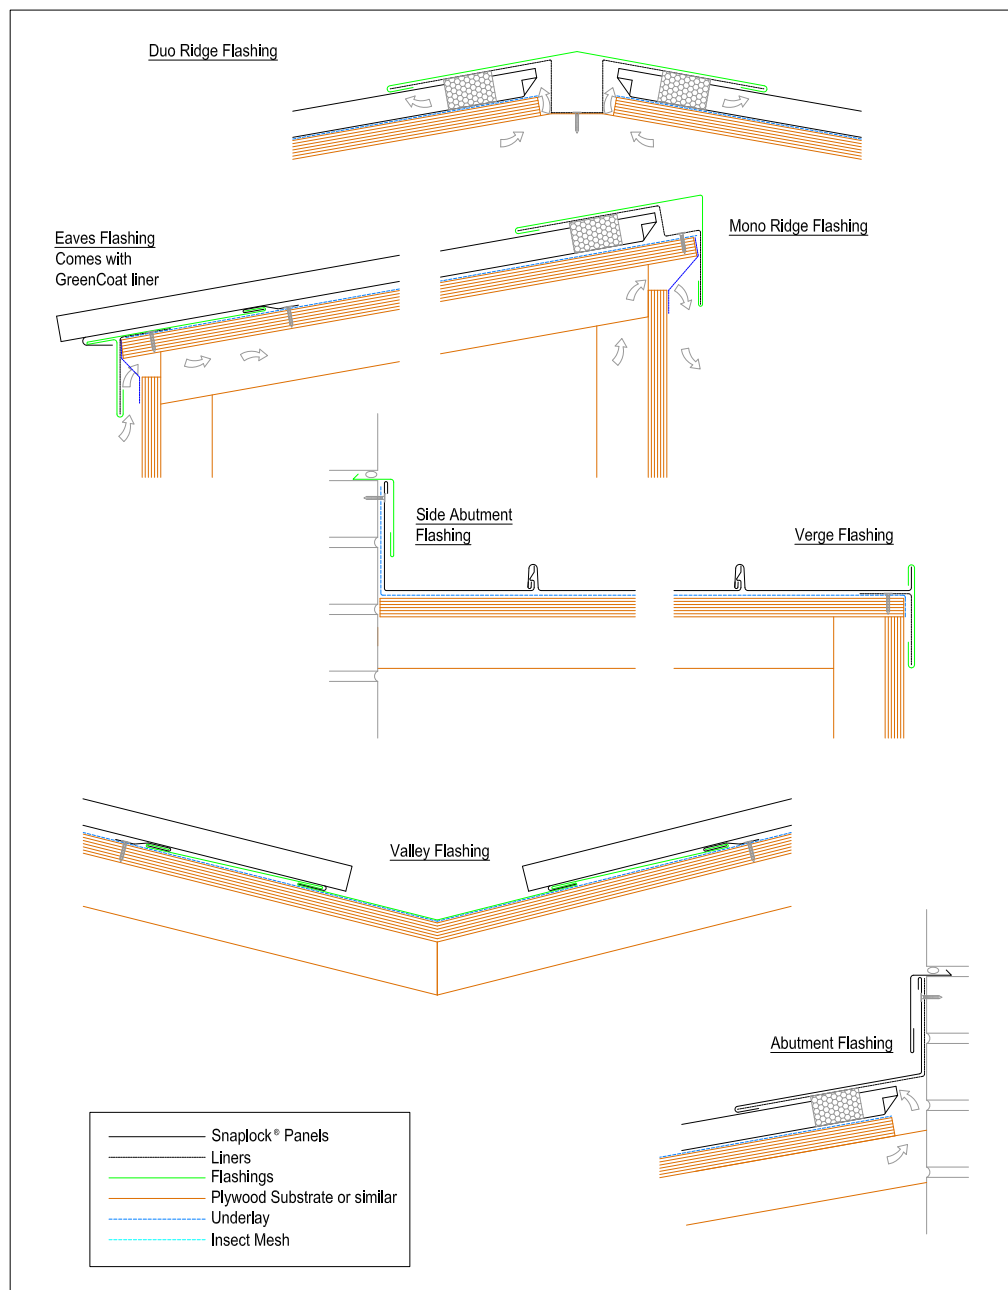 Duo Ridge Flashing
Eaves Flashing
Comes with
GreenCoat liner
Mono Ridge Flashing
Side Abutment
Flashing
Verge Flashing
Valley Flashing
Abutment Flashing
Snaplock® Panels
Liners
Flashings
Plywood Substrate or similar
Underlay
Insect Mesh